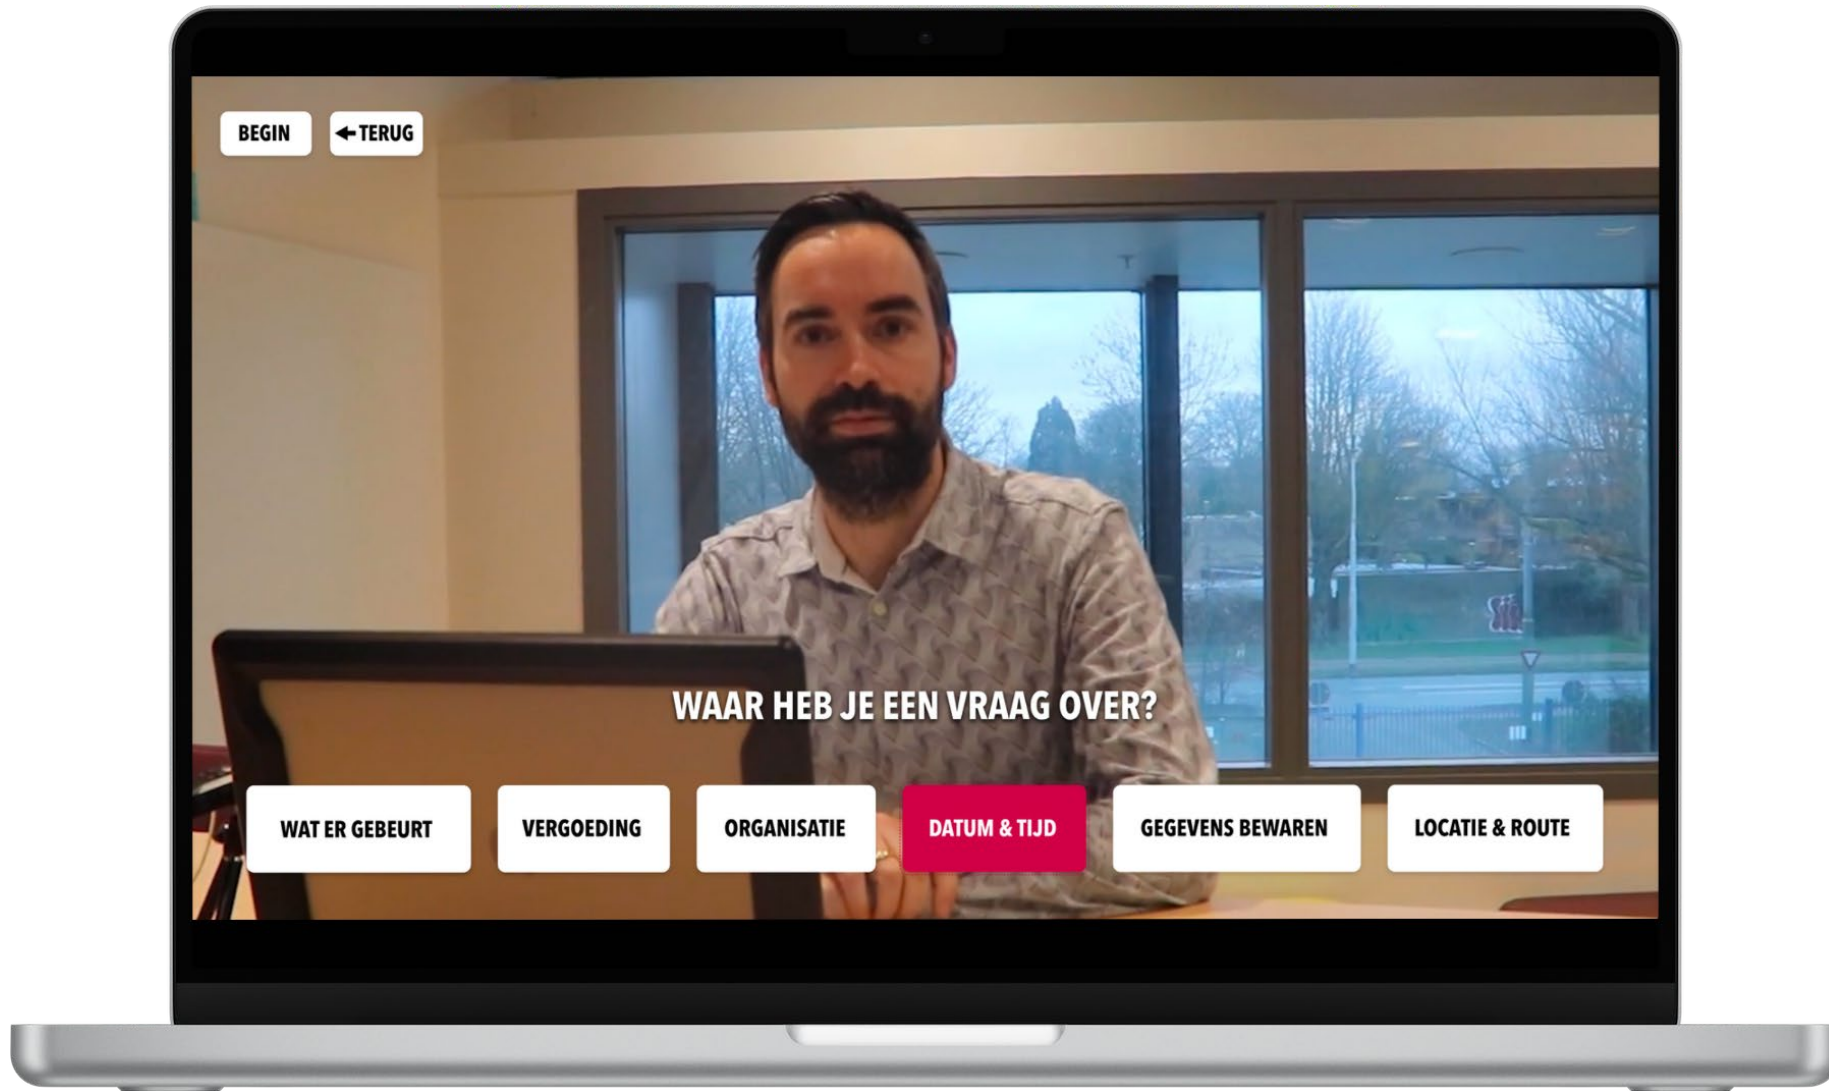 BEGIN
←TERUG
WAAR HEB JE EEN VRAAG OVER?
WAT ER GEBEURT
VERGOEDING
ORGANISATIE
DATUM & TIJD
GEGEVENS BEWAREN
LOCATIE & ROUTE